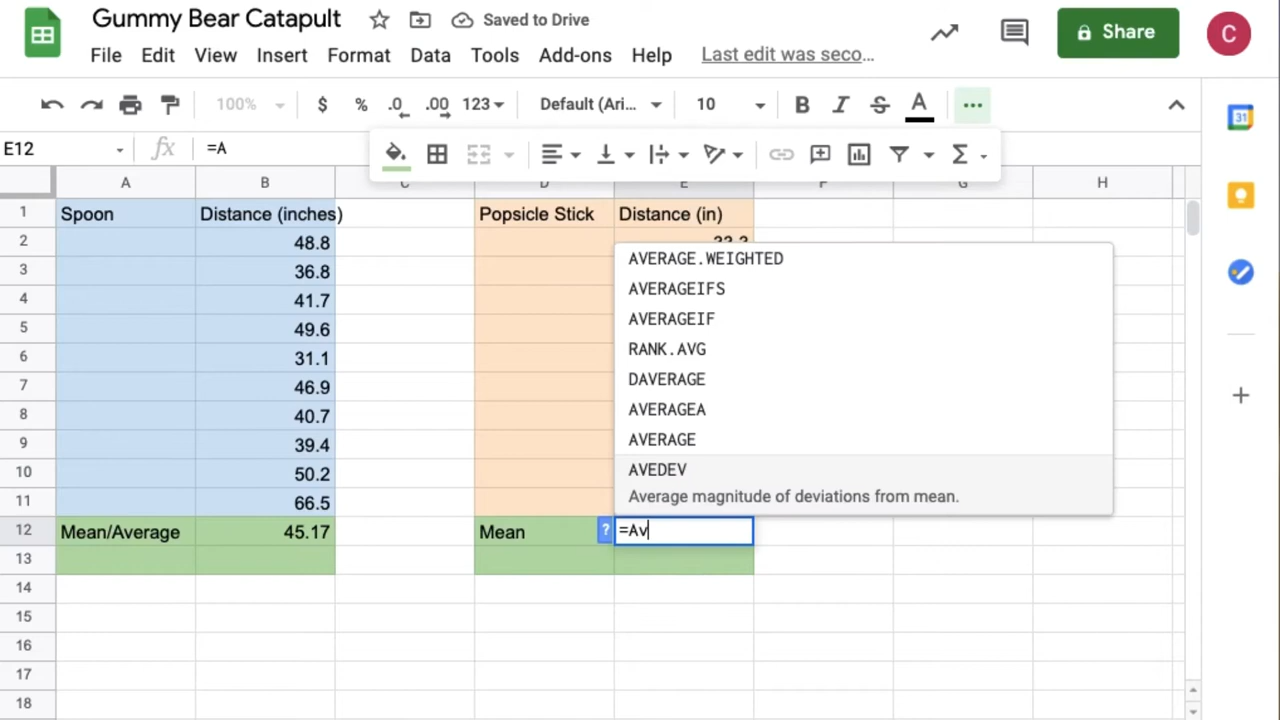 Gummy Bear Catapult Saved to Drive
File Edit View Insert Format Data Tools Add-ons Help Last edit was seco...
Share
C
100% $ % .0 .00 123 Default (Ari... 10 B I S A
E12 fx =A
Σ
A B D E G H
1 Spoon Distance (inches) Popsicle Stick Distance (in)
2 48.8
3 36.8
4 41.7
5 49.6
6 31.1
7 46.9
8 40.7
9 39.4
10 50.2
11 66.5
12 Mean/Average 45.17 Mean ? =Av
13
14
15
16
17
18
AVERAGE.WEIGHTED
AVERAGEIFS
AVERAGEIF
RANK.AVG
DAVERAGE
AVERAGEA
AVERAGE
AVEDEV
Average magnitude of deviations from mean.
31